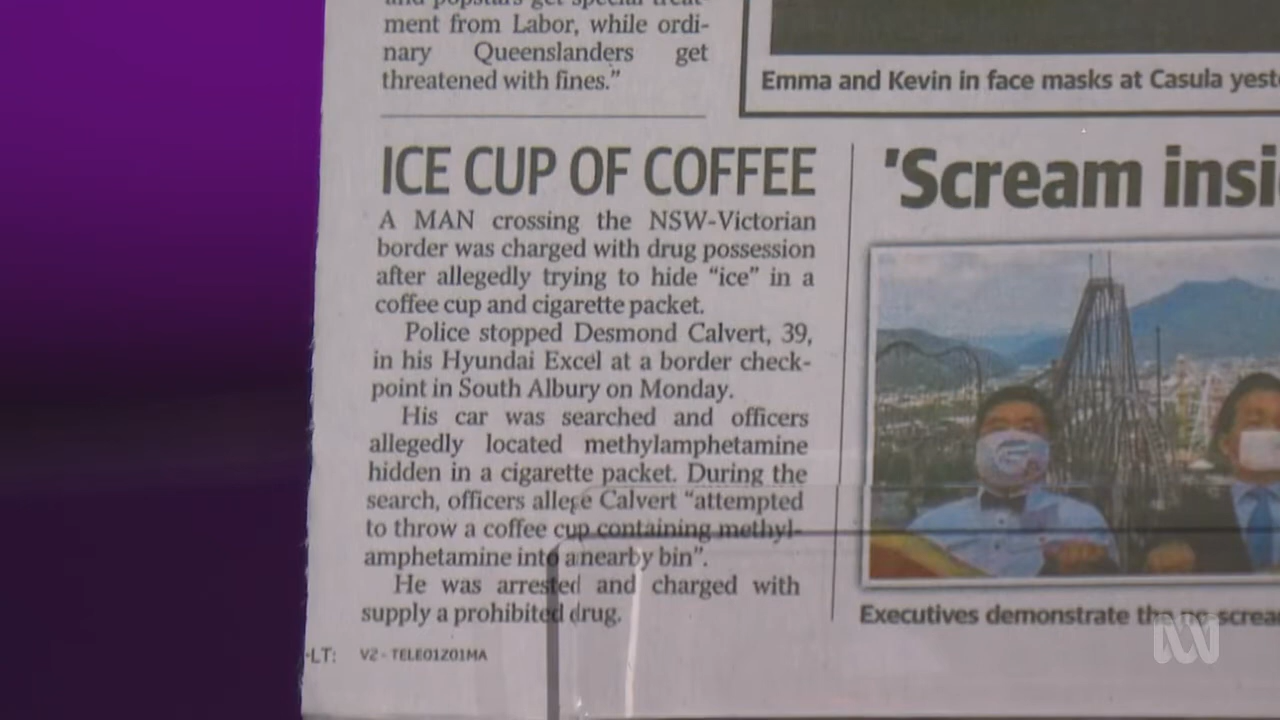 ment from Labor, while ordi-
nary Queenslanders get
threatened with fines.”
Emma and Kevin in face masks at Casula
ICE CUP OF COFFEE
A MAN crossing the NSW-Victorian
border was charged with drug possession
after allegedly trying to hide “ice” in a
coffee cup and cigarette packet.
Police stopped Desmond Calvert, 39,
in his Hyundai Excel at a border check-
point in South Albury on Monday.
His car was searched and officers
allegedly located methylamphetamine
hidden in a cigarette packet. During the
search, officers allege Calvert “attempted
to throw a coffee cup containing methyl-
amphetamine into a nearby bin”.
He was arrested and charged with
supply a prohibited drug.
-LT: V2 - TELE01Z01MA
'Scream insi
Executives demonstrate the no-screa